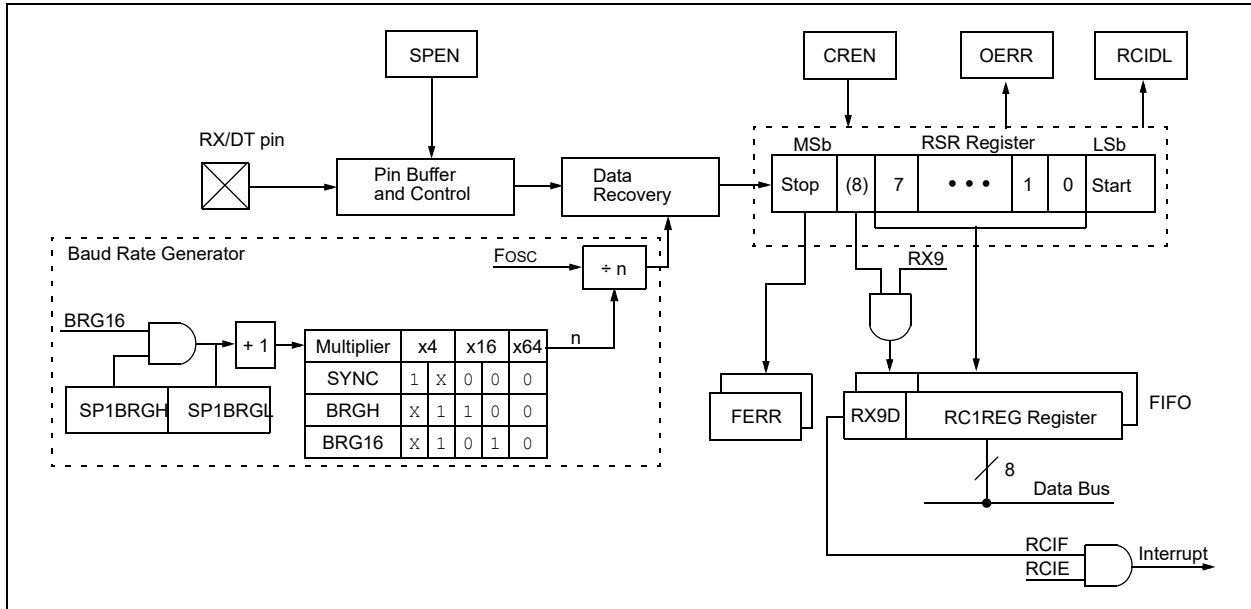 SPEN
CREN
OERR
RCIDL
RX/DT pin
MSb RSR Register LSb
Pin Buffer
and Control
Data
Recovery
Stop (8) 7 • • • 1 0 Start
Baud Rate Generator
FOSC
÷ n
RX9
BRG16
+ 1
n
Multiplier x4 x16 x64
SYNC 1 X 0 0 0
BRGH X 1 1 0 0
BRG16 X 1 0 1 0
SP1BRGH SP1BRGL
FERR
RX9D RC1REG Register
FIFO
8
Data Bus
RCIF
RCIE
Interrupt